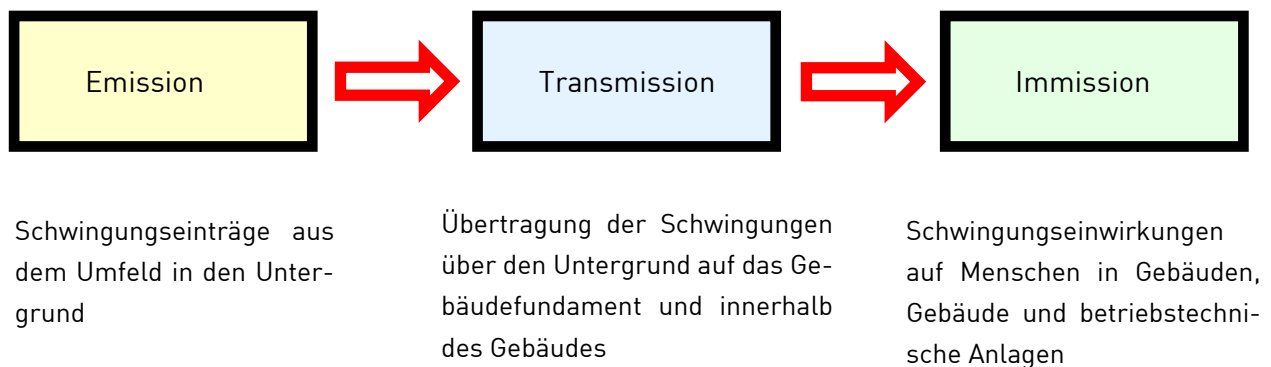 Emission
Transmission
Immission
Schwingungseinträge aus
dem Umfeld in den Unter-
grund
Übertragung der Schwingungen
über den Untergrund auf das Ge-
bäudefundament und innerhalb
des Gebäudes
Schwingungseinwirkungen
auf Menschen in Gebäuden,
Gebäude und betriebstechni-
sche Anlagen